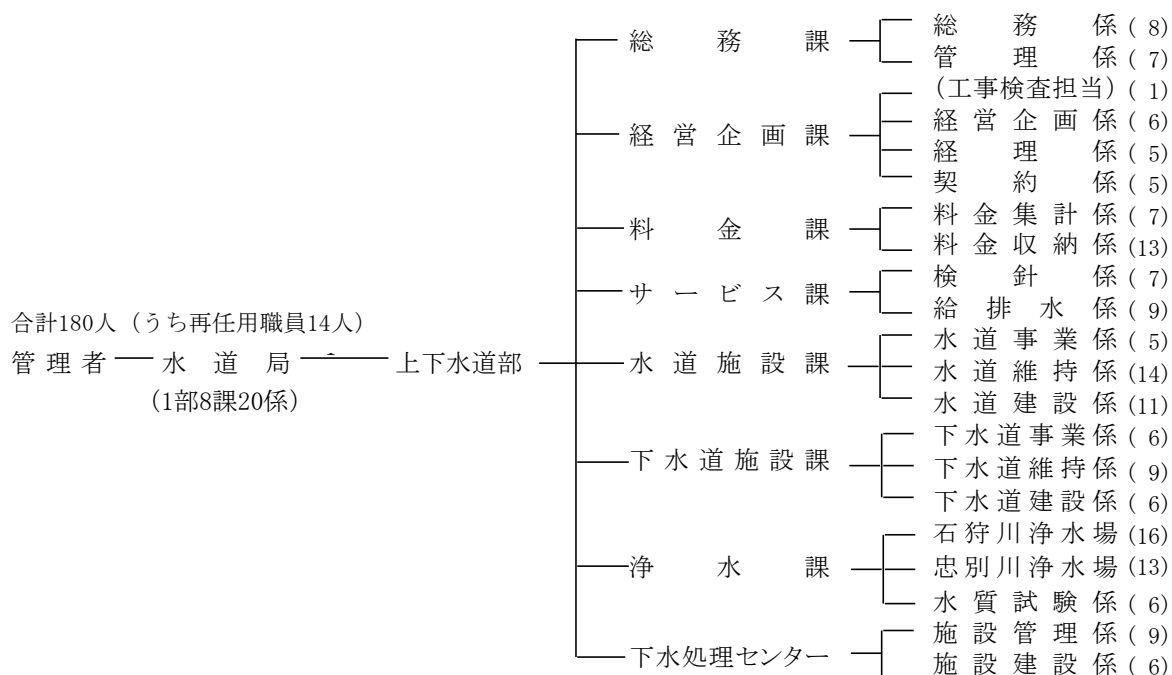 総務課
総務係 ( 8)
管理係 ( 7)
経営企画課
(工事検査担当) ( 1)
経営企画係 ( 6)
経理係 ( 5)
契約係 ( 5)
料金課
料金集計係 ( 7)
料金収納係 (13)
サービス課
検針係 ( 7)
給排水係 ( 9)
合計180人 (うち再任用職員14人)
管理者 水道局 上下水道部
(1部8課20係)
水道施設課
水道事業係 ( 5)
水道維持係 (14)
水道建設係 (11)
下水道施設課
下水道事業係 ( 6)
下水道維持係 ( 9)
下水道建設係 ( 6)
浄水課
石狩川浄水場 (16)
忠別川浄水場 (13)
水質試験係 ( 6)
下水処理センター
施設管理係 ( 9)
施設建設係 ( 6)